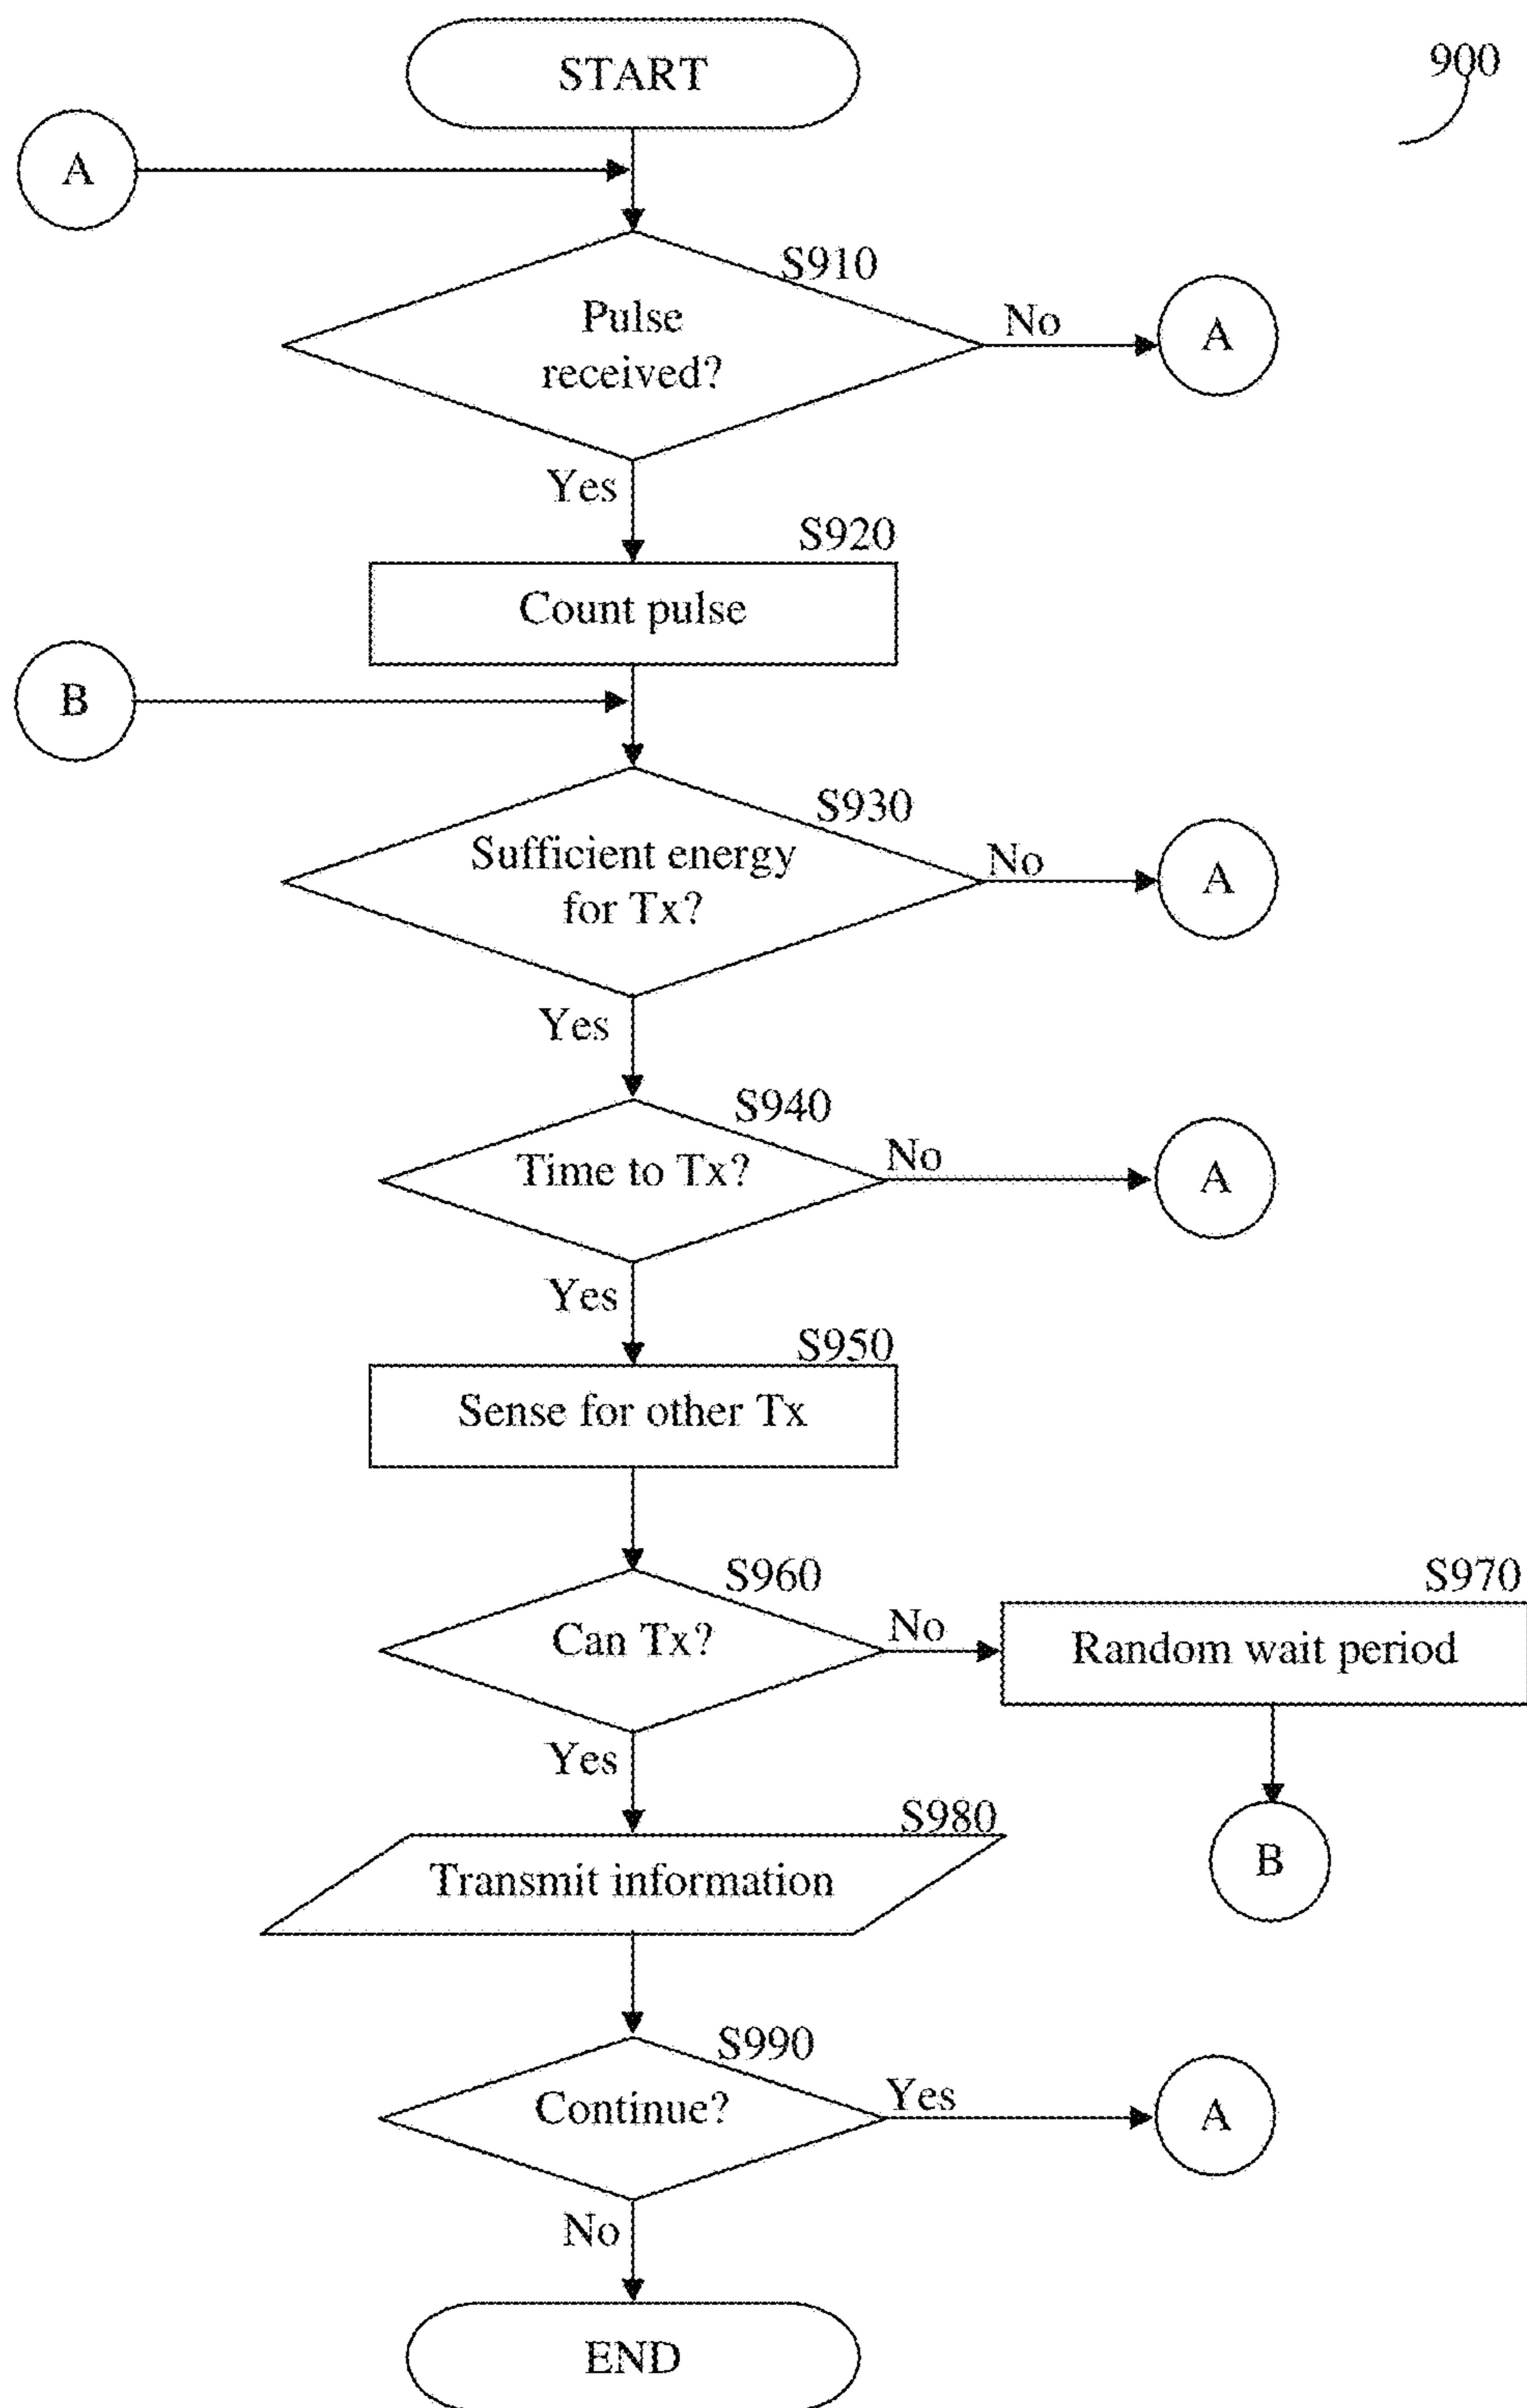 START
900
A
S910
Pulse
received?
No
A
Yes
S920
Count pulse
B
S930
Sufficient energy
for Tx?
No
A
Yes
S940
Time to Tx?
No
A
Yes
S950
Sense for other Tx
S960
Can Tx?
No
S970
Random wait period
Yes
B
S980
Transmit information
S990
Continue?
Yes
A
No
END